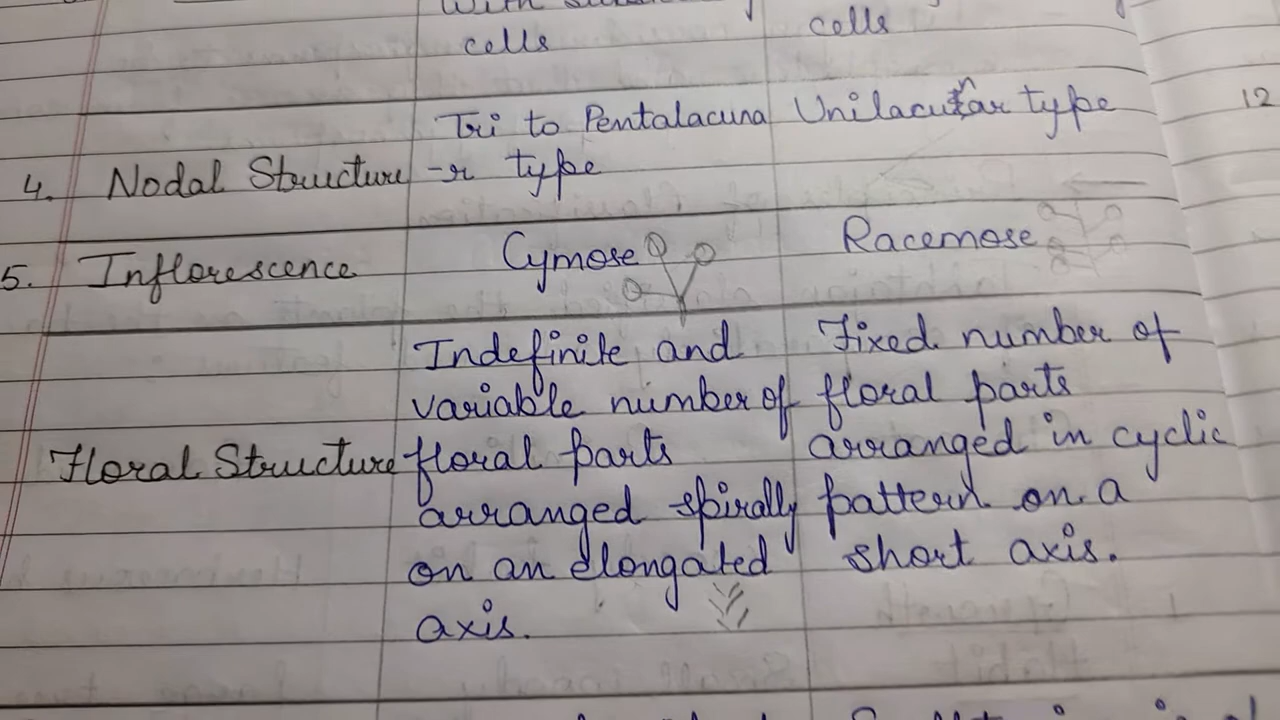 with
cells
cells
Tri to Pentalacuna
Unilacunar type
12
4. Nodal Structure
-r type
5. Inflorescence
Cymose
Racemose
Indefinite and
variable number of
floral parts
arranged spirally
on an elongated
axis.
Fixed number of
floral parts
arranged in cyclic
pattern on a
short axis.
Floral Structure